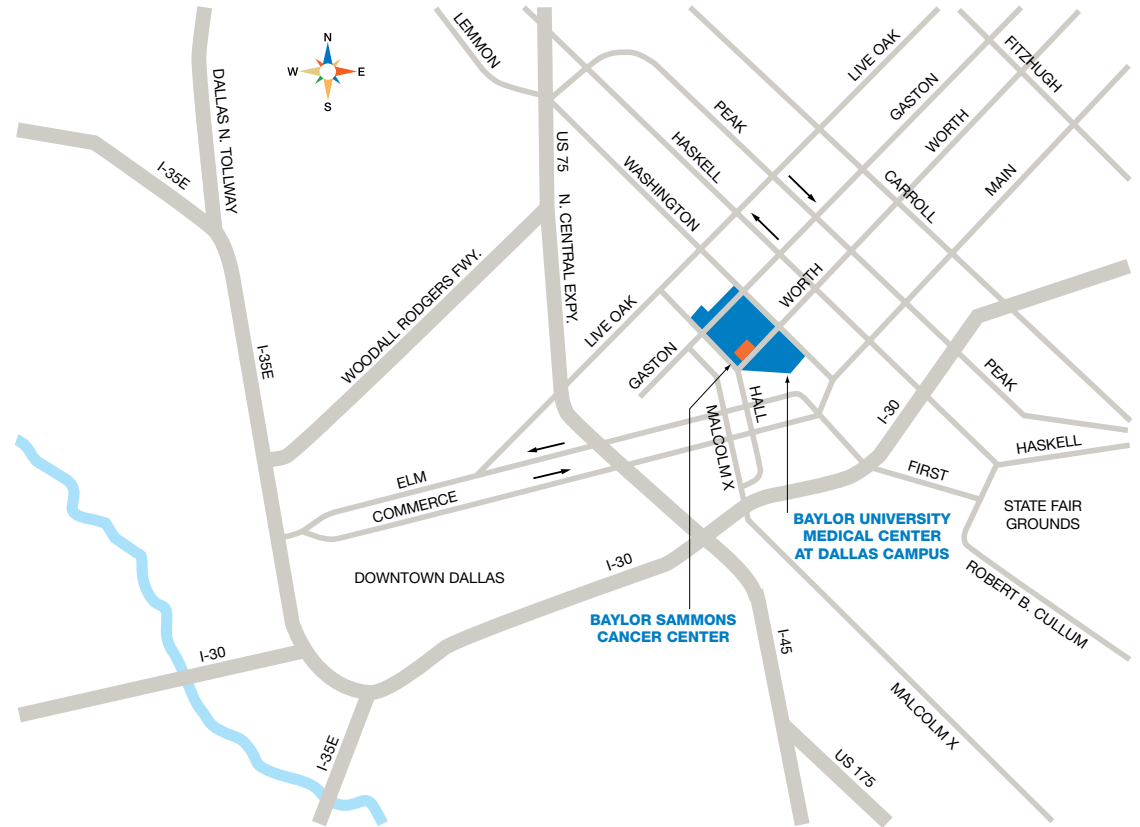 LEMMON
N
W
E
S
DALLAS N. TOLLWAY
I-35E
US 75
N. CENTRAL EXPY.
PEAK
HASKELL
WASHINGTON
LIVE OAK
GASTON
FITZHUGH
WORTH
MAIN
CARROLL
WORTH
WOODALL RODGERS FWY.
I-35E
LIVE OAK
GASTON
MALCOLM X
HALL
I-30
PEAK
HASKELL
FIRST
STATE FAIR
GROUNDS
ELM
COMMERCE
BAYLOR UNIVERSITY
MEDICAL CENTER
AT DALLAS CAMPUS
DOWNTOWN DALLAS
I-30
ROBERT B. CULLUM
BAYLOR SAMMONS
CANCER CENTER
I-45
I-30
MALCOLM X
I-35E
US 175